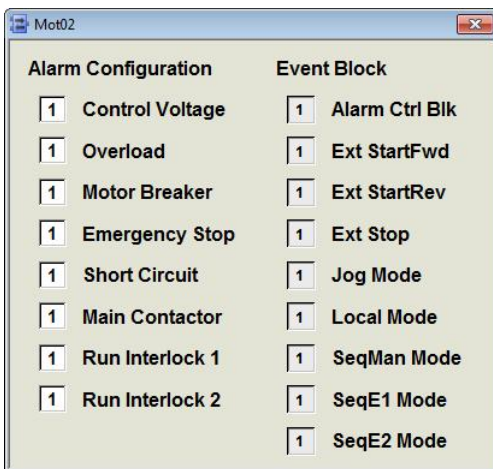 Mot02
Alarm Configuration Event Block
1 Control Voltage 1 Alarm Ctrl Blk
1 Overload 1 Ext StartFwd
1 Motor Breaker 1 Ext StartRev
1 Emergency Stop 1 Ext Stop
1 Short Circuit 1 Jog Mode
1 Main Contactor 1 Local Mode
1 Run Interlock 1 1 SeqMan Mode
1 Run Interlock 2 1 SeqE1 Mode
1 SeqE2 Mode